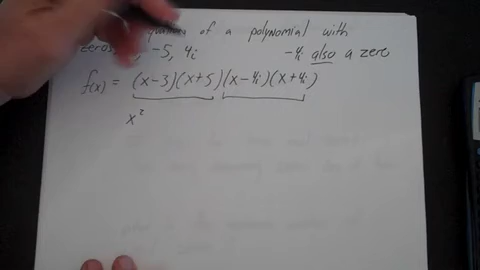 of a polynomial with
zeros -5, 4i -4i also a zero
f(x) = (x-3)(x+5)(x-4i)(x+4i)
x²